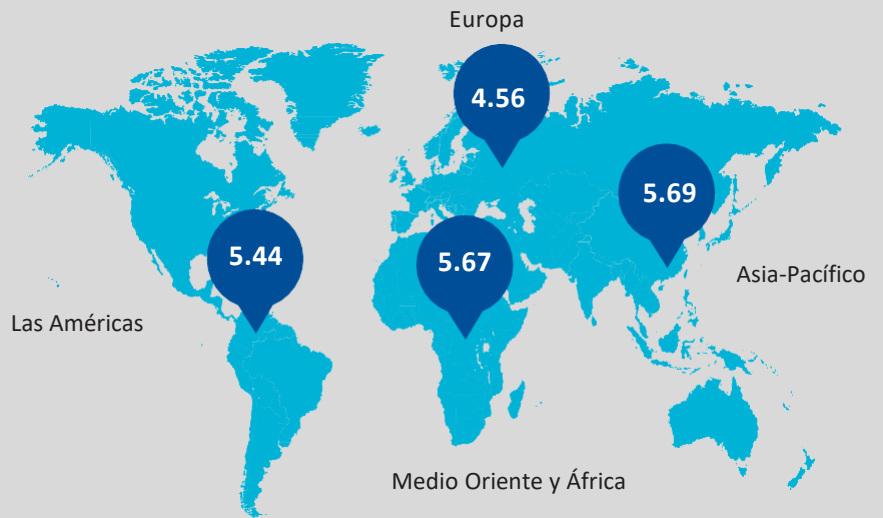 Europa
4.56
5.69
5.44
5.67
Asia-Pacífico
Las Américas
Medio Oriente y África